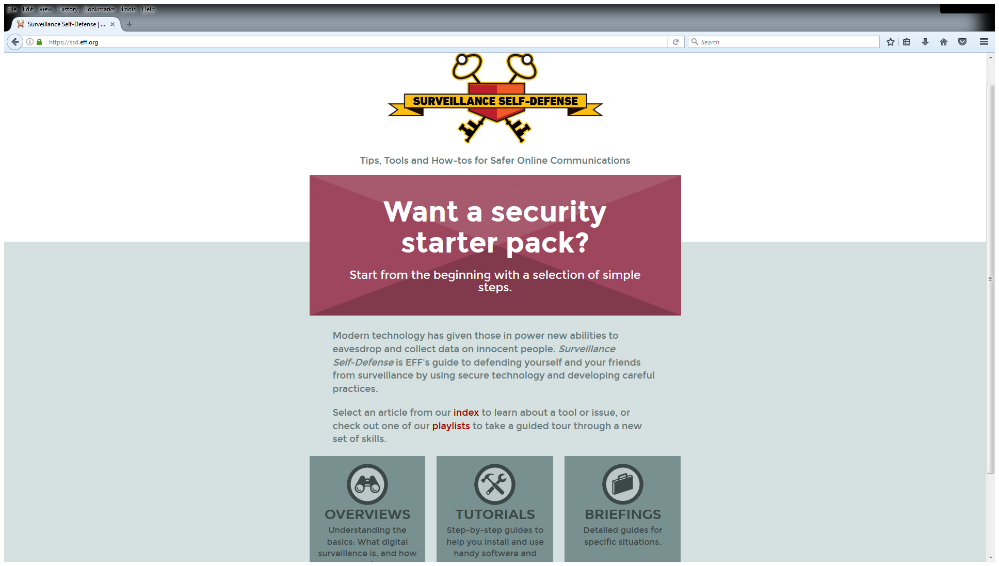 File Edit View History Bookmarks Tools Help
Surveillance Self-Defense | ...
https://ssd.eff.org
Search
SURVEILLANCE SELF-DEFENSE
Tips, Tools and How-tos for Safer Online Communications
Want a security
starter pack?
Start from the beginning with a selection of simple
steps.
Modern technology has given those in power new abilities to
eavesdrop and collect data on innocent people. Surveillance
Self-Defense is EFF's guide to defending yourself and your friends
from surveillance by using secure technology and developing careful
practices.
Select an article from our index to learn about a tool or issue, or
check out one of our playlists to take a guided tour through a new
set of skills.
OVERVIEWS
Understanding the
basics: What digital
surveillance is, and how
TUTORIALS
Step-by-step guides to
help you install and use
handy software and
BRIEFINGS
Detailed guides for
specific situations.